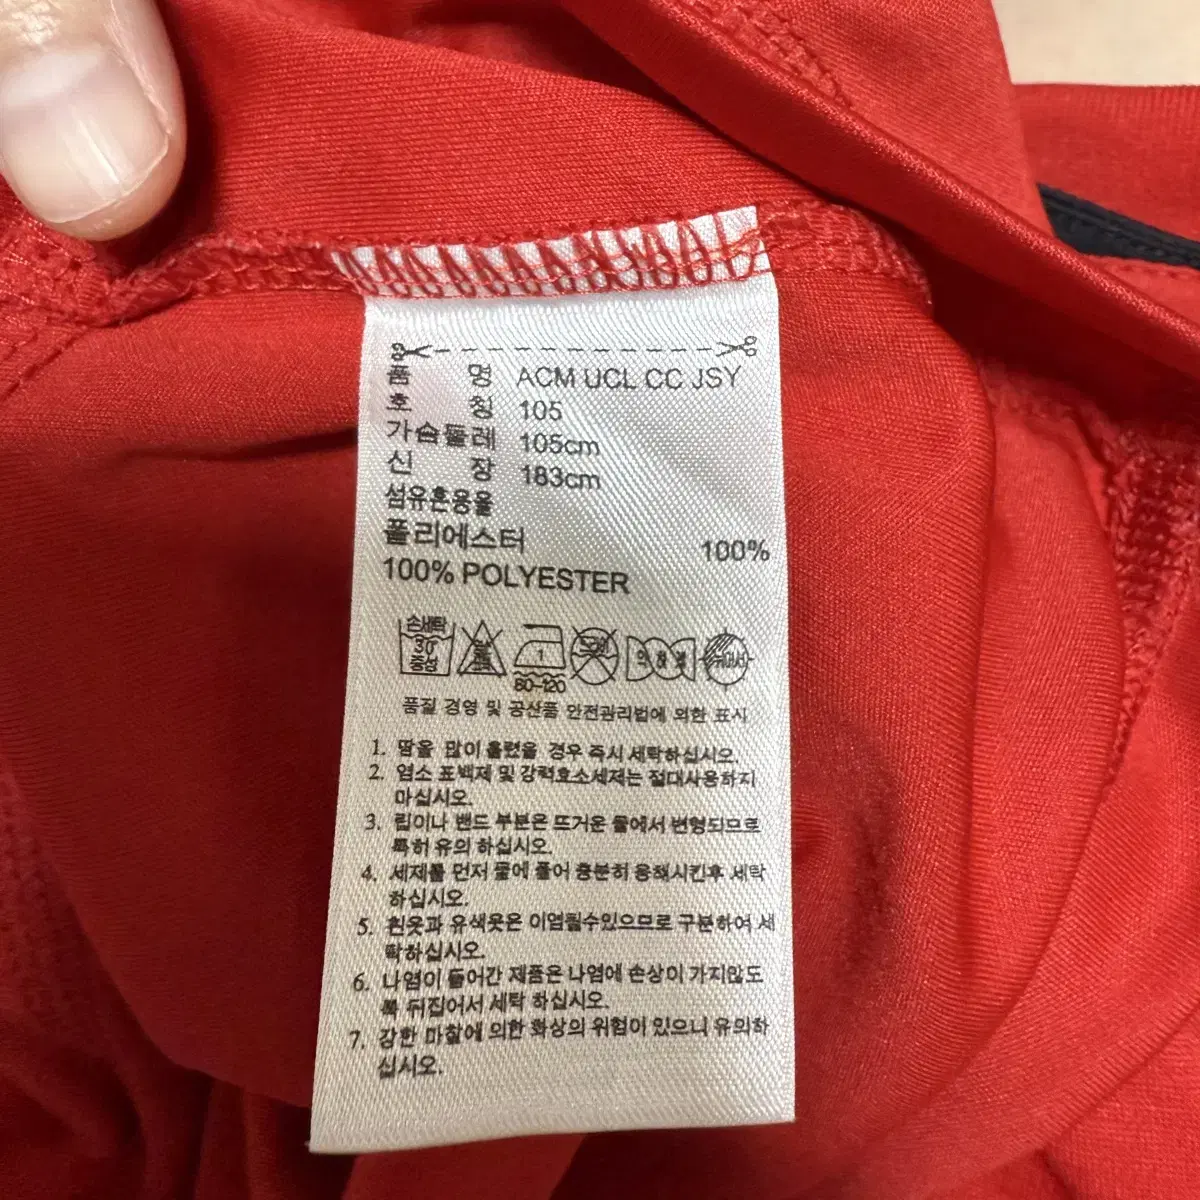 품 명 ACM UCL CC JSY
호 칭 105
가슴둘레 105cm
신 장 183cm
섬유혼용율
폴리에스터 100%
100% POLYESTER
손세탁
30
중성
1
80-120
뉘어서
품질 경영 및 공산품 안전관리법에 의한 표시
1. 땀을 많이 흘렸을 경우 즉시 세탁하십시오.
2. 염소 표백제 및 강력효소세제는 절대사용하지
마십시오.
3. 립이나 밴드 부분은 뜨거운 물에서 변형되므로
특허 유의 하십시오.
4. 세제를 먼저 물에 풀어 충분히 용해시킨후 세탁
하십시오.
5. 흰옷과 유색옷은 이염될수있으므로 구분하여 세
탁하십시오.
6. 나염이 들어간 제품은 나염에 손상이 가지않도
록 뒤집어서 세탁 하십시오.
7. 강한 마찰에 의한 화상의 위험이 있으니 유의하
십시오.